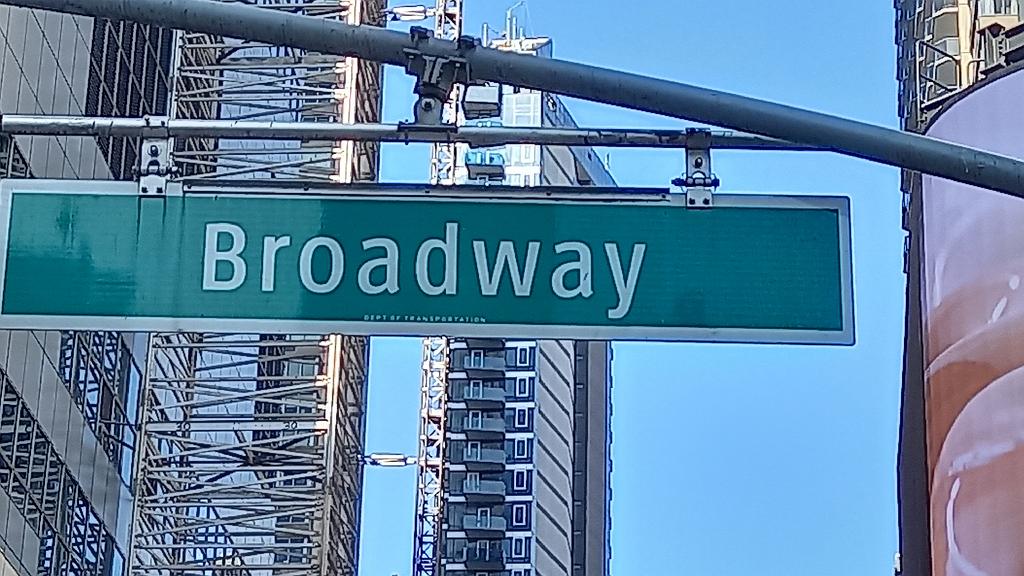 Broadway
DEPT OF TRANSPORTATION